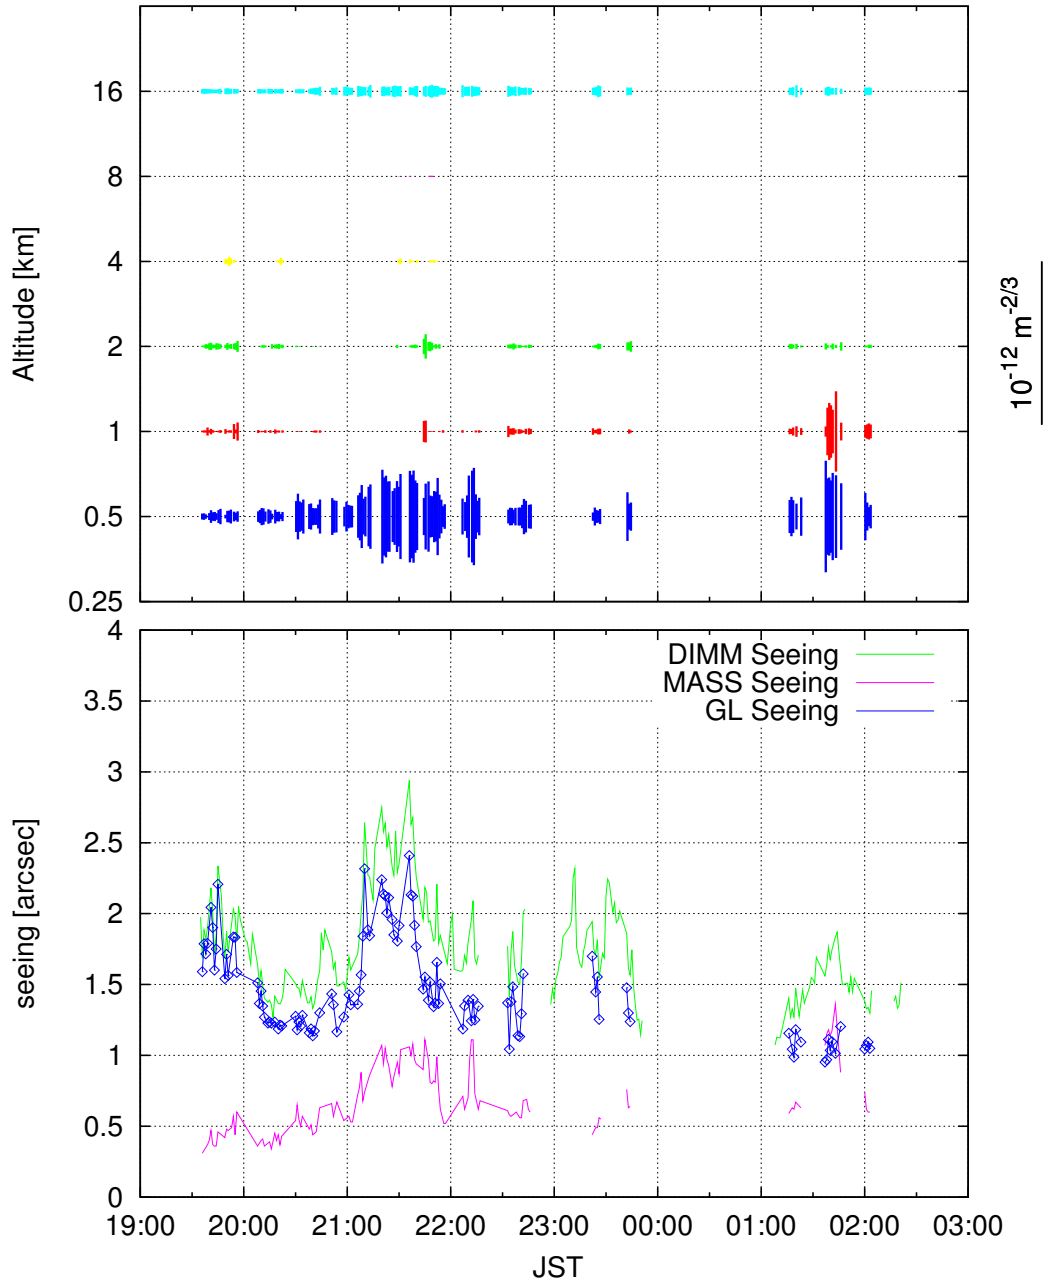 16
8
4
2
1
0.5
0.25
Altitude [km]
10-12 m-2/3
4
3.5
3
2.5
2
1.5
1
0.5
0
seeing [arcsec]
DIMM Seeing
MASS Seeing
GL Seeing
19:00 20:00 21:00 22:00 23:00 00:00 01:00 02:00 03:00
JST